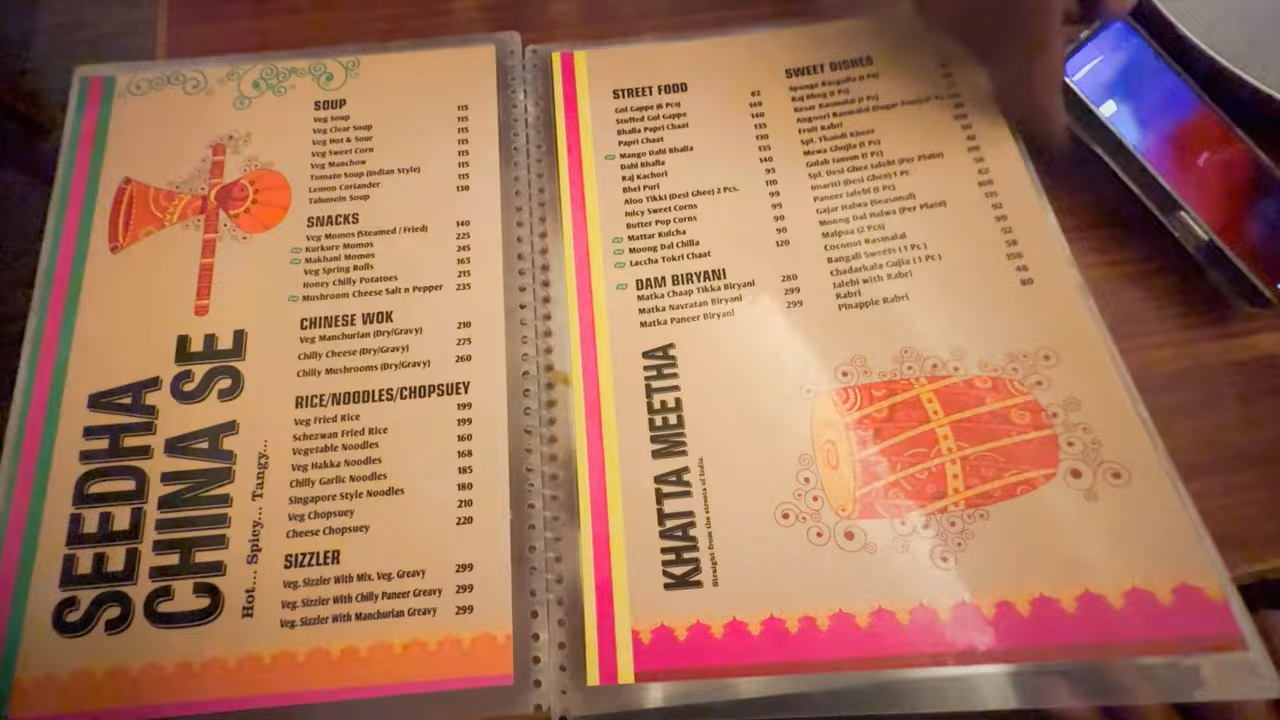 SEEDHA
CHINA SE
Hot... Spicy... Tangy...
SOUP
Veg Soup 115
Veg Clear Soup 115
Veg Hot & Sour 115
Veg Sweet Corn 115
Veg Manchow 115
Tomato Soup (Indian Style) 115
Lemon Coriander 115
Talumein Soup 130
SNACKS
Veg Momos (Steamed / Fried) 140
Kurkure Momos 225
Makhani Momos 245
Veg Spring Rolls 165
Honey Chilly Potatoes 215
Mushroom Cheese Salt n Pepper 235
CHINESE WOK
Veg Manchurian (Dry/Gravy) 210
Chilly Cheese (Dry/Gravy) 275
Chilly Mushrooms (Dry/Gravy) 260
RICE/NOODLES/CHOPSUEY
Veg Fried Rice 199
Schezwan Fried Rice 199
Vegetable Noodles 160
Veg Hakka Noodles 168
Chilly Garlic Noodles 185
Singapore Style Noodles 180
Veg Chopsuey 210
Cheese Chopsuey 220
SIZZLER
Veg. Sizzler With Mix. Veg. Greavy 299
Veg. Sizzler With Chilly Paneer Greavy 299
Veg. Sizzler With Manchurian Greavy 299
KHATTA MEETHA
Straight from the streets of India.
STREET FOOD
Gol Gappe (6 Pcs) 62
Stuffed Gol Gappe 140
Bhalla Papri Chaat 140
Papri Chaat 135
Mango Dahi Bhalla 130
Dahi Bhalla 135
Raj Kachori 140
Bhel Puri 95
Aloo Tikki (Desi Ghee) 2 Pcs. 110
Juicy Sweet Corns 99
Butter Pop Corns 99
Mattar Kulcha 90
Moong Dal Chilla 90
Laccha Tokri Chaat 120
DAM BIRYANI
Matka Chaap Tikka Biryani 280
Matka Navratan Biryani 299
Matka Paneer Biryani 299
SWEET DISHES
Sponge Rasgulla (1 Pc)
Raj Bhog (1 Pc)
Kesar Rasmalai (1 Pc)
Angoori Rasmalai
Fruit Rabri
Spl. Thandi Kheer
Mewa Ghujia (1 Pc)
Gulab Jamun (1 Pc)
Spl. Desi Ghee Jalebi (Per Plate)
Imariti (Desi Ghee) 1 Pc
Paneer Jalebi (1 Pc)
Gajar Halwa (Seasonal)
Moong Dal Halwa (Per Plate)
Malpua (2 Pcs)
Coconut Rasmalai
Bangali Sweets (1 Pc)
Chadarkala Gujia (1 Pc)
Jalebi with Rabri
Rabri
Pinapple Rabri 80